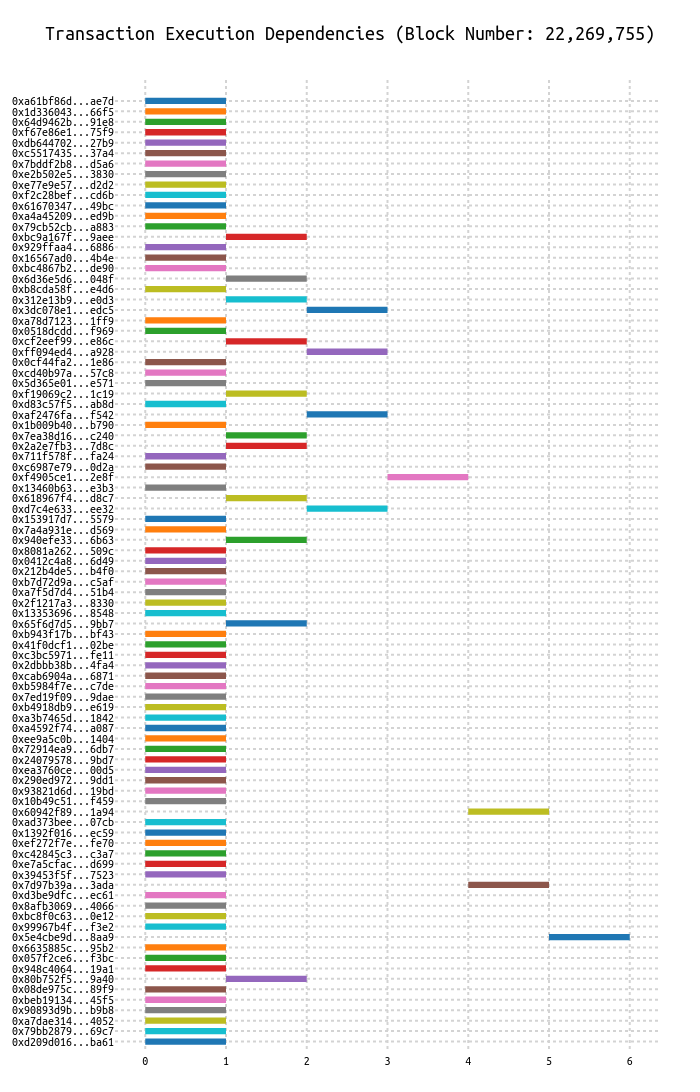 Transaction Execution Dependencies (Block Number: 22,269,755)
0xa61bf86d...ae7d
0x1d336043...66f5
0x64d9462b...91e8
0xf67e86e1...75f9
0xdb644702...27b9
0xc5517435...37a4
0x7bddf2b8...d5a6
0xe2b502e5...3830
0xe77e9e57...d2d2
0xf2c28bef...cd6b
0x61670347...49bc
0xa4a45209...ed9b
0x79cb52cb...a883
0xbc9a167f...9aee
0x929ffaa4...6886
0x16567ad0...4b4e
0xbc4867b2...de90
0x6d36e5d6...048f
0xb8cda58f...e4d6
0x312e13b9...e0d3
0x3dc078e1...edc5
0xa78d7123...1ff9
0x0518dcdd...f969
0xcf2eef99...e86c
0xff094ed4...a928
0x0cf44fa2...1e86
0xcd40b97a...57c8
0x5d365e01...e571
0xf19069c2...1c19
0xd83c57f5...ab8d
0xaf2476fa...f542
0x1b009b40...b790
0x7ea38d16...c240
0x2a2e7fb3...7d8c
0x711f578f...fa24
0xc6987e79...0d2a
0xf4905ce1...2e8f
0x13460b63...e3b3
0x618967f4...d8c7
0xd7c4e633...ee32
0x153917d7...5579
0x7a4a931e...d569
0x940efe33...6b63
0x8081a262...509c
0x0412c4a8...6d49
0x212b4de5...b4f0
0xb7d72d9a...c5af
0xa7f5d7d4...51b4
0x2f1217a3...8330
0x13353696...8548
0x65f6d7d5...9bb7
0xb943f17b...bf43
0x41f0dcf1...02be
0xc3bc5971...fe11
0x2dbbb38b...4fa4
0xcab6904a...6871
0xb5984f7e...c7de
0x7ed19f09...9dae
0xb4918db9...e619
0xa3b7465d...1842
0xa4592f74...a087
0xee9a5c0b...1404
0x72914ea9...6db7
0x24079578...9bd7
0xea3760ce...00d5
0x290ed972...9dd1
0x93821d6d...19bd
0x10b49c51...f459
0x60942f89...1a94
0xad373bee...07cb
0x1392f016...ec59
0xef272f7e...fe70
0xc42845c3...c3a7
0xe7a5cfac...d699
0x39453f5f...7523
0x7d97b39a...3ada
0xd3be9dfc...ec61
0x8afb3069...4066
0xbc8f0c63...0e12
0x99967b4f...f3e2
0x5e4cbe9d...8aa9
0x6635885c...95b2
0x057f2ce6...f3bc
0x948c4064...19a1
0x80b752f5...9a40
0x08de975c...89f9
0xbeb19134...45f5
0x90893d9b...b9b8
0xa7dae314...4052
0x79bb2879...69c7
0xd209d016...ba61
0 1 2 3 4 5 6